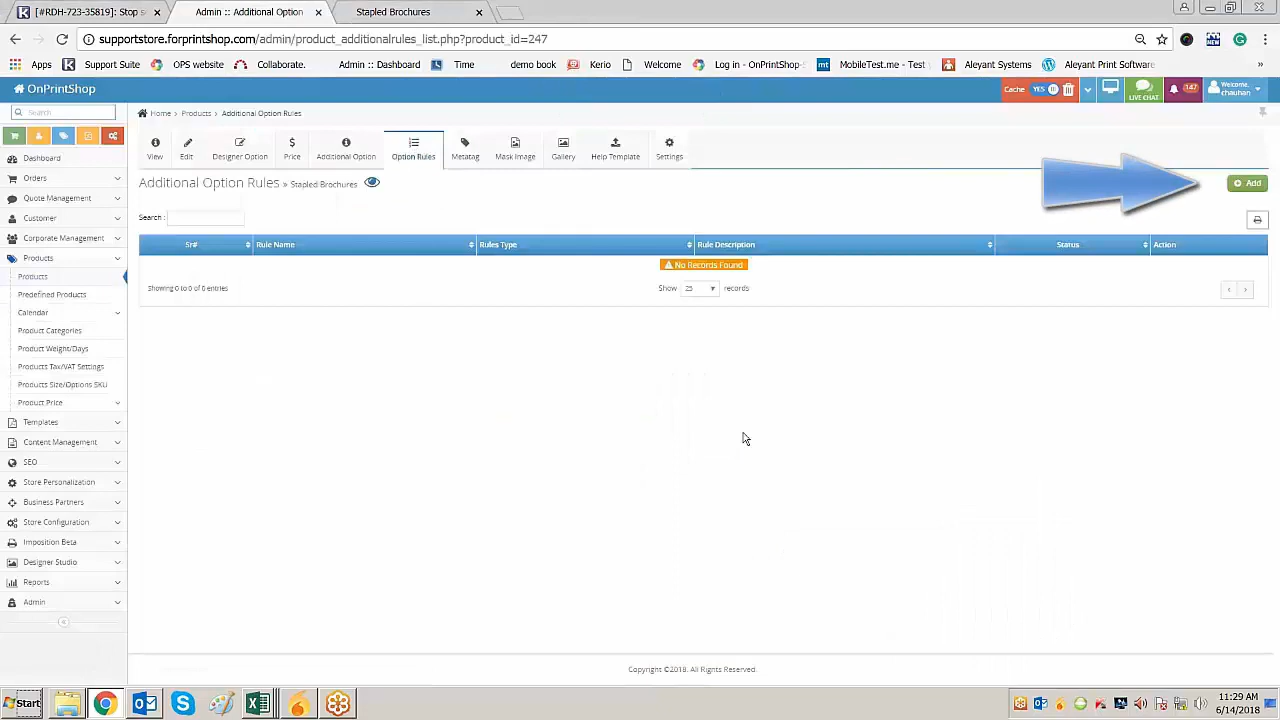 [#RDH-723-35819]: Stop s
Admin :: Additional Option
Stapled Brochures
supportstore.forprintshop.com/admin/product_additionalrules_list.php?product_id=247
Apps
Support Suite
OPS website
Collaborate.
Admin :: Dashboard
Time
demo book
Kerio
Welcome
Log in - OnPrintShop
MobileTest.me - Test
Aleyant Systems
Aleyant Print Software
OnPrintShop
Cache YES
LIVE CHAT
147
Welcome,
chauhan
Search
Home > Products > Additional Option Rules
View
Edit
Designer Option
Price
Additional Option
Option Rules
Metatag
Mask Image
Gallery
Help Template
Settings
Additional Option Rules » Stapled Brochures
Add
Search :
Sr#
Rule Name
Rules Type
Rule Description
Status
Action
No Records Found
Showing 0 to 0 of 0 entries
Show 25 records
Dashboard
Orders
Quote Management
Customer
Corporate Management
Products
Products
Predefined Products
Calendar
Product Categories
Product Weight/Days
Products Tax/VAT Settings
Products Size/Options SKU
Product Price
Templates
Content Management
SEO
Store Personalization
Business Partners
Store Configuration
Imposition Beta
Designer Studio
Reports
Admin
Copyright ©2018. All Rights Reserved.
Start
11:29 AM
6/14/2018